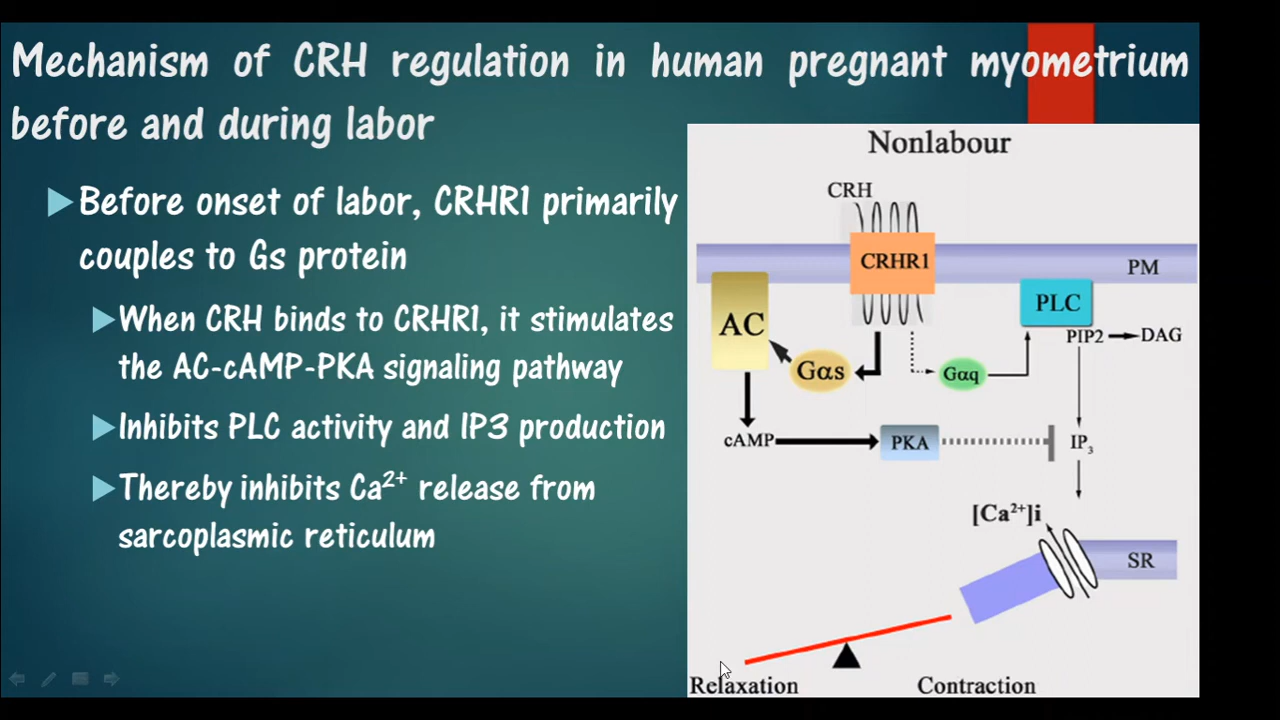 Mechanism of CRH regulation in human pregnant myometrium
before and during labor
Before onset of labor, CRHR1 primarily
couples to Gs protein
When CRH binds to CRHR1, it stimulates
the AC-cAMP-PKA signaling pathway
Inhibits PLC activity and IP3 production
Thereby inhibits Ca²⁺ release from
sarcoplasmic reticulum
Nonlabour
CRH
CRHR1
PM
AC
PLC
PIP2
DAG
Gαs
Gαq
cAMP
PKA
IP₃
[Ca²⁺]i
SR
Relaxation
Contraction